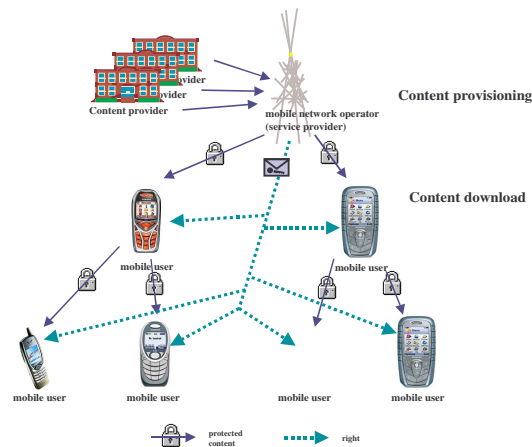 ovider
vider
Content provider
mobile network operator
(service provider)
Content provisioning
Content download
mobile user
mobile user
mobile user
mobile user
mobile user
mobile user
protected
content
right